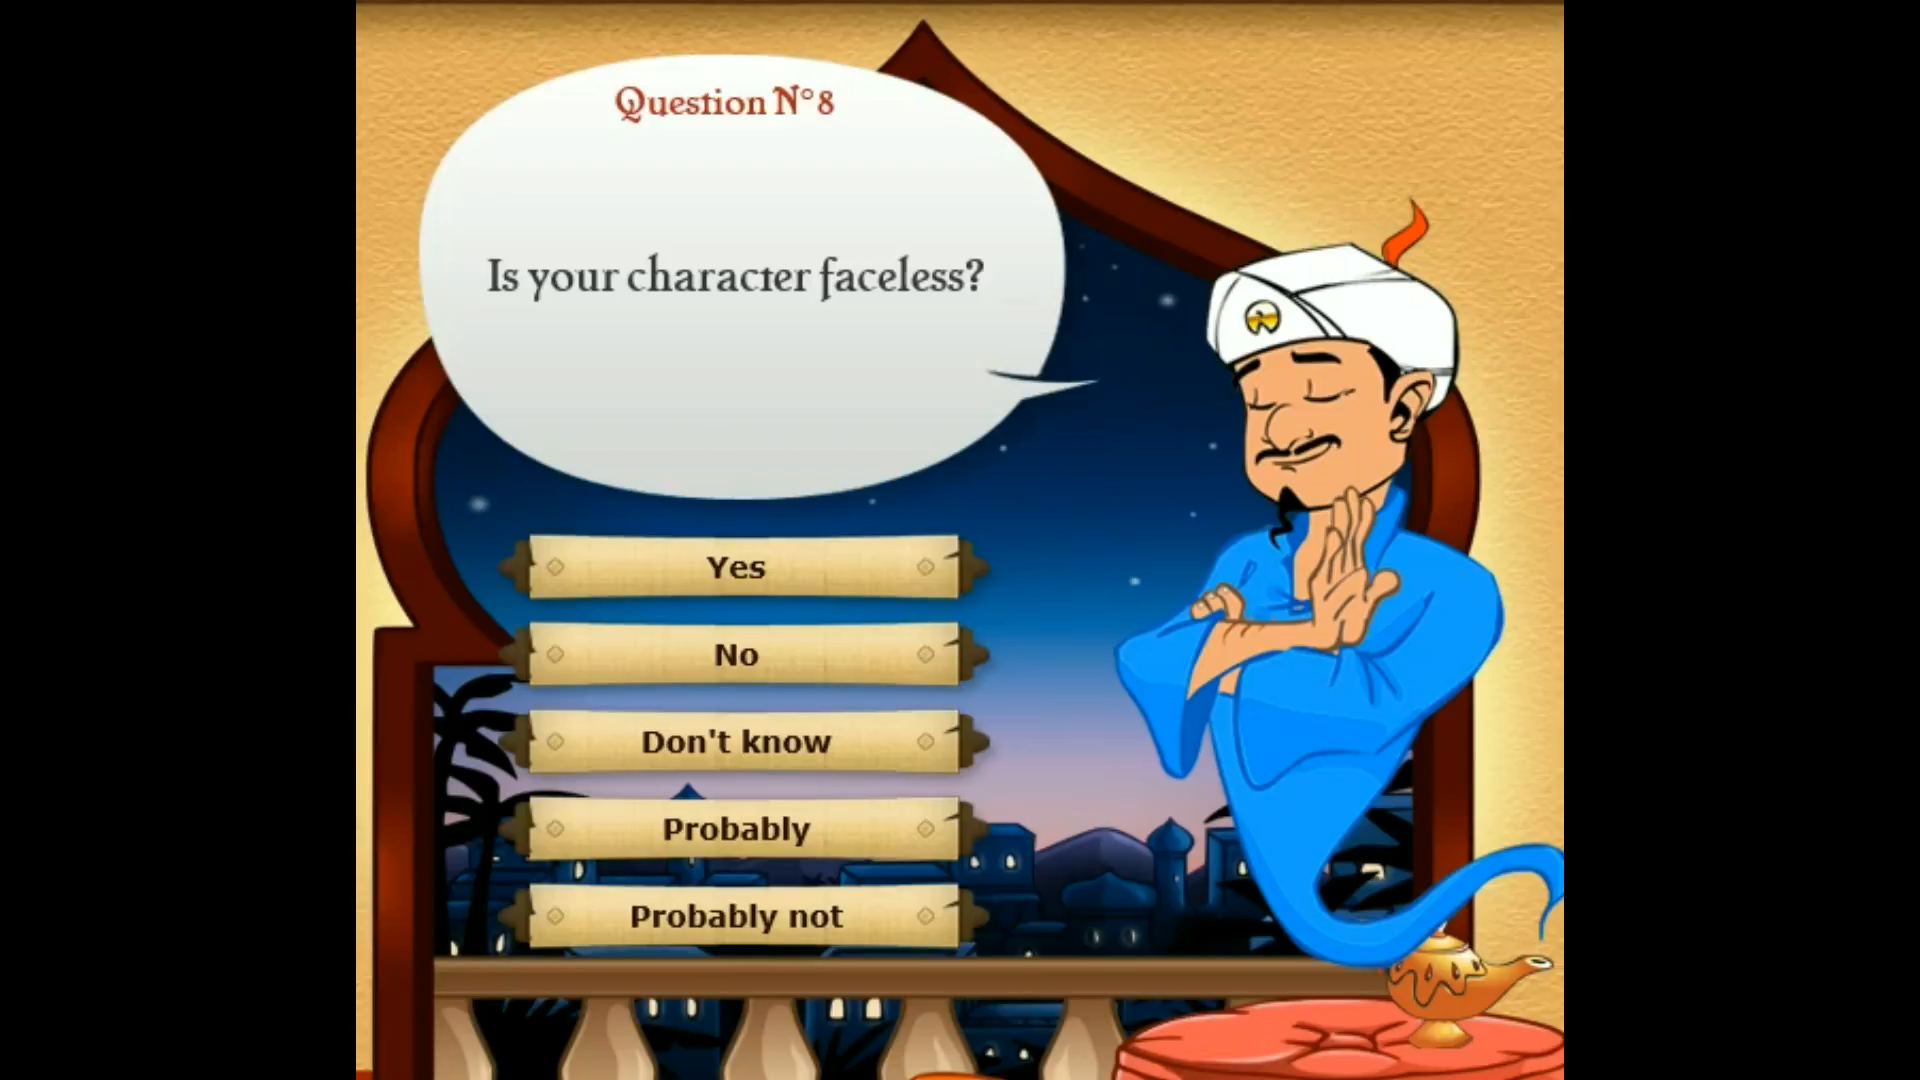 Question N°8
Is your character faceless?
Yes
No
Don't know
Probably
Probably not